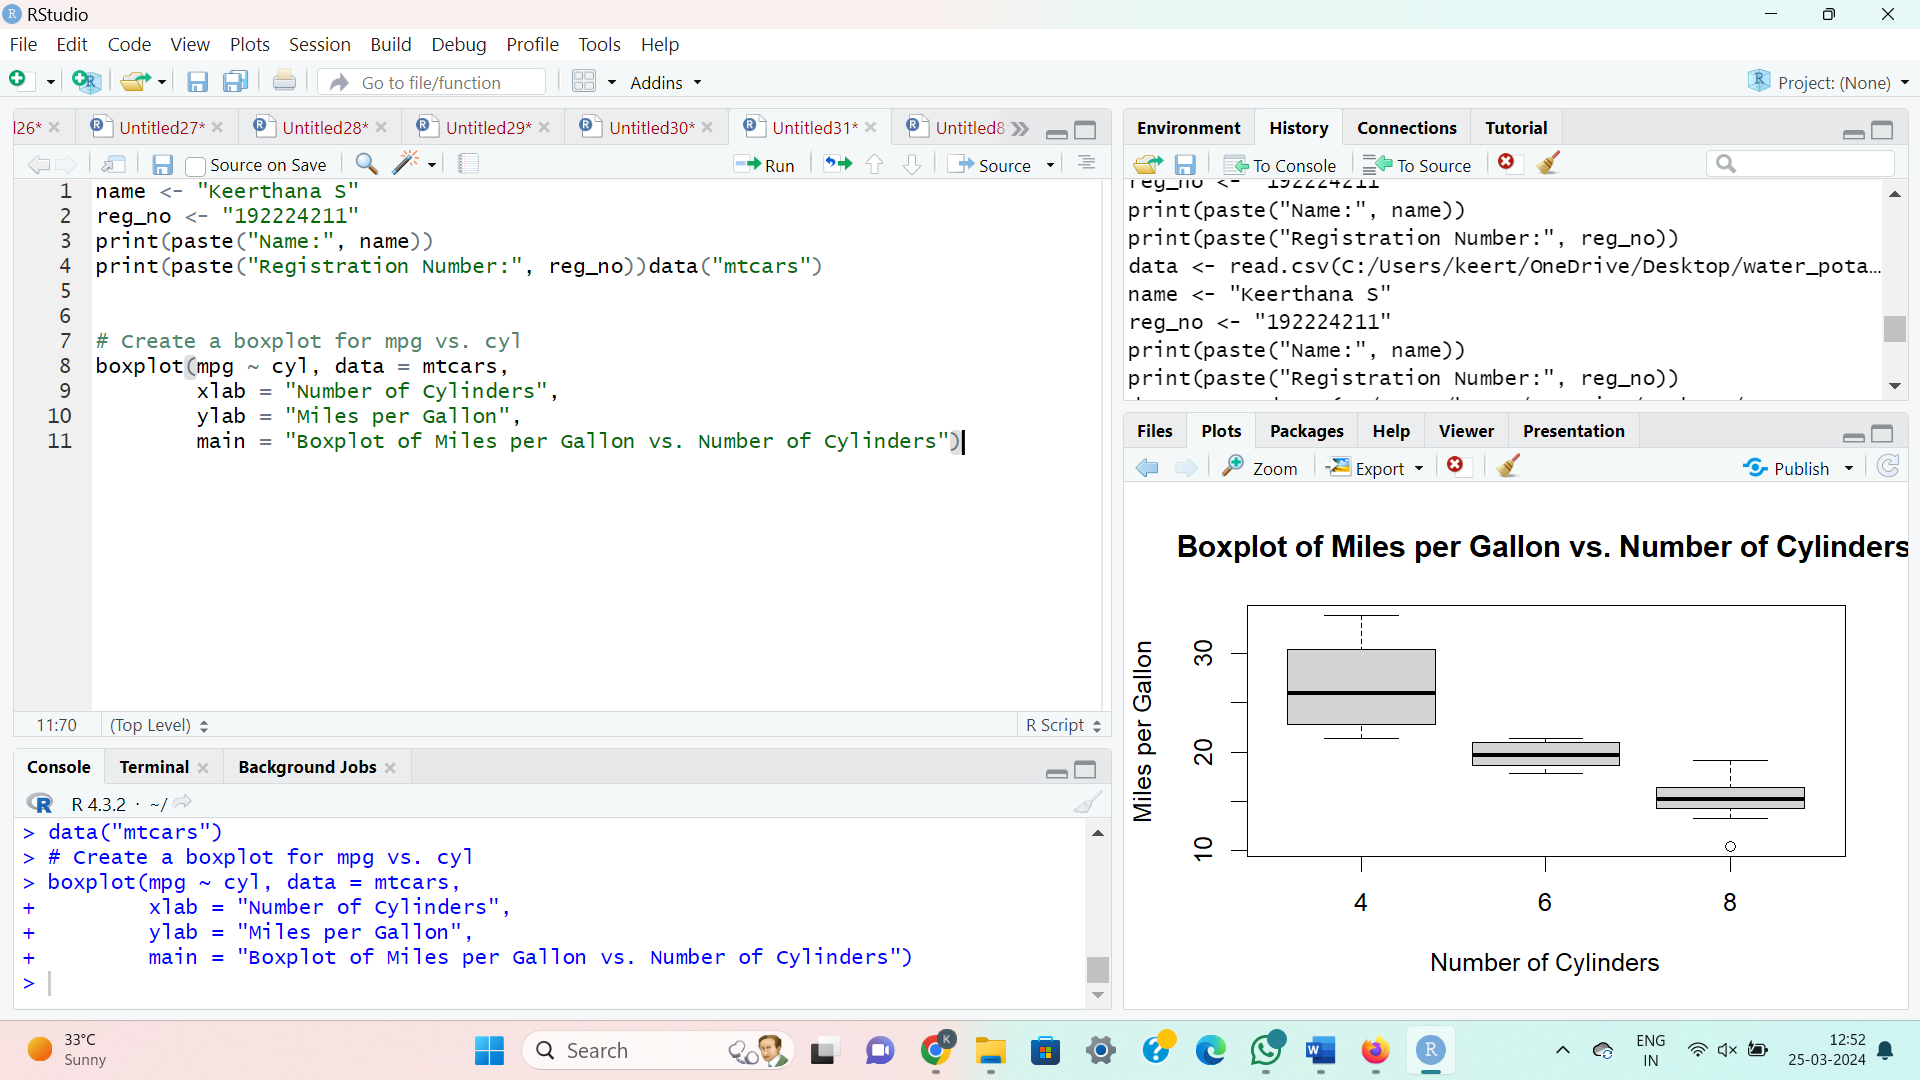 RStudio
File Edit Code View Plots Session Build Debug Profile Tools Help
Go to file/function Addins Project: (None)
l26* Untitled27* Untitled28* Untitled29* Untitled30* Untitled31* Untitled8
Source on Save Run Source
1 name <- "Keerthana S"
2 reg_no <- "192224211"
3 print(paste("Name:", name))
4 print(paste("Registration Number:", reg_no))data("mtcars")
5
6
7 # Create a boxplot for mpg vs. cyl
8 boxplot(mpg ~ cyl, data = mtcars,
9 xlab = "Number of Cylinders",
10 ylab = "Miles per Gallon",
11 main = "Boxplot of Miles per Gallon vs. Number of Cylinders")
11:70 (Top Level) R Script
Console Terminal Background Jobs
R R 4.3.2 · ~/
> data("mtcars")
> # Create a boxplot for mpg vs. cyl
> boxplot(mpg ~ cyl, data = mtcars,
+ xlab = "Number of Cylinders",
+ ylab = "Miles per Gallon",
+ main = "Boxplot of Miles per Gallon vs. Number of Cylinders")
>
Environment History Connections Tutorial
To Console To Source
reg_no <- "192224211"
print(paste("Name:", name))
print(paste("Registration Number:", reg_no))
data <- read.csv(C:/Users/keert/OneDrive/Desktop/water_pota...
name <- "Keerthana S"
reg_no <- "192224211"
print(paste("Name:", name))
print(paste("Registration Number:", reg_no))
Files Plots Packages Help Viewer Presentation
Zoom Export Publish
Boxplot of Miles per Gallon vs. Number of Cylinders
Miles per Gallon
30
20
10
4 6 8
Number of Cylinders
33°C
Sunny
Search
ENG
IN
12:52
25-03-2024